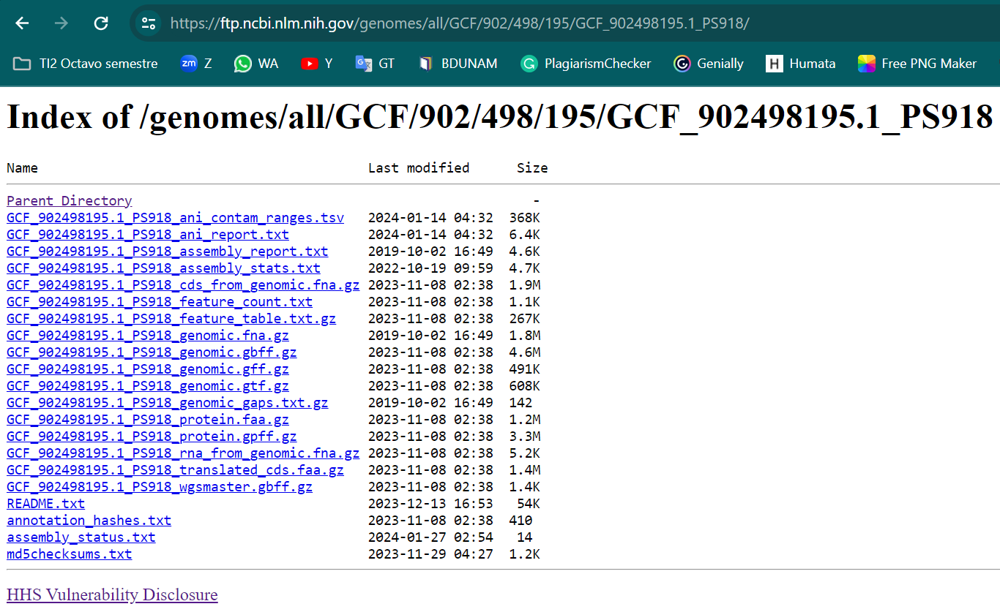 https://ftp.ncbi.nlm.nih.gov/genomes/all/GCF/902/498/195/GCF_902498195.1_PS918/
TI2 Octavo semestre zm Z WA Y GT BDUNAM G PlagiarismChecker G Genially H Humata Free PNG Maker
Index of /genomes/all/GCF/902/498/195/GCF_902498195.1_PS918
Name Last modified Size
Parent Directory -
GCF_902498195.1_PS918_ani_contam_ranges.tsv 2024-01-14 04:32 368K
GCF_902498195.1_PS918_ani_report.txt 2024-01-14 04:32 6.4K
GCF_902498195.1_PS918_assembly_report.txt 2019-10-02 16:49 4.6K
GCF_902498195.1_PS918_assembly_stats.txt 2022-10-19 09:59 4.7K
GCF_902498195.1_PS918_cds_from_genomic.fna.gz 2023-11-08 02:38 1.9M
GCF_902498195.1_PS918_feature_count.txt 2023-11-08 02:38 1.1K
GCF_902498195.1_PS918_feature_table.txt.gz 2023-11-08 02:38 267K
GCF_902498195.1_PS918_genomic.fna.gz 2019-10-02 16:49 1.8M
GCF_902498195.1_PS918_genomic.gbff.gz 2023-11-08 02:38 4.6M
GCF_902498195.1_PS918_genomic.gff.gz 2023-11-08 02:38 491K
GCF_902498195.1_PS918_genomic.gtf.gz 2023-11-08 02:38 608K
GCF_902498195.1_PS918_genomic_gaps.txt.gz 2019-10-02 16:49 142
GCF_902498195.1_PS918_protein.faa.gz 2023-11-08 02:38 1.2M
GCF_902498195.1_PS918_protein.gpff.gz 2023-11-08 02:38 3.3M
GCF_902498195.1_PS918_rna_from_genomic.fna.gz 2023-11-08 02:38 5.2K
GCF_902498195.1_PS918_translated_cds.faa.gz 2023-11-08 02:38 1.4M
GCF_902498195.1_PS918_wgsmaster.gbff.gz 2023-11-08 02:38 1.4K
README.txt 2023-12-13 16:53 54K
annotation_hashes.txt 2023-11-08 02:38 410
assembly_status.txt 2024-01-27 02:54 14
md5checksums.txt 2023-11-29 04:27 1.2K
HHS Vulnerability Disclosure